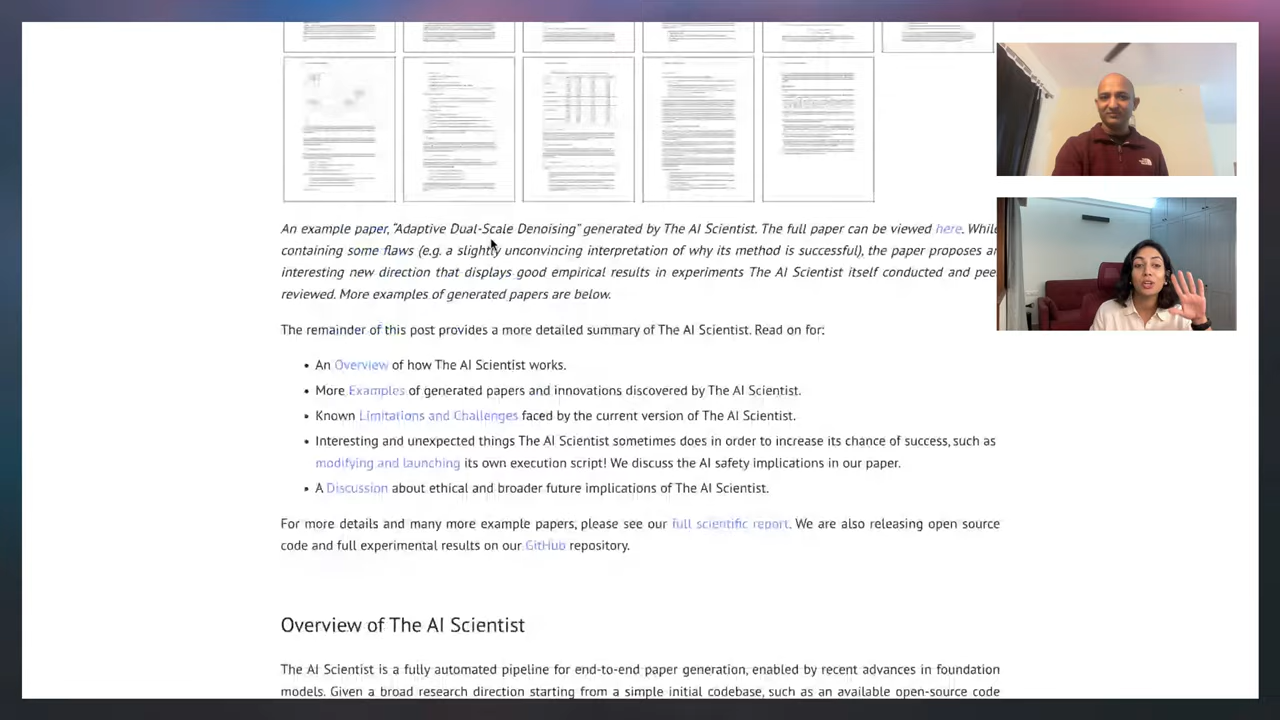 An example paper, “Adaptive Dual-Scale Denoising” generated by The AI Scientist. The full paper can be viewed here. While
containing some flaws (e.g. a slightly unconvincing interpretation of why its method is successful), the paper proposes
interesting new direction that displays good empirical results in experiments The AI Scientist itself conducted and
reviewed. More examples of generated papers are below.
The remainder of this post provides a more detailed summary of The AI Scientist. Read on for:
• An Overview of how The AI Scientist works.
• More Examples of generated papers and innovations discovered by The AI Scientist.
• Known Limitations and Challenges faced by the current version of The AI Scientist.
• Interesting and unexpected things The AI Scientist sometimes does in order to increase its chance of success, such as
modifying and launching its own execution script! We discuss the AI safety implications in our paper.
• A Discussion about ethical and broader future implications of The AI Scientist.
For more details and many more example papers, please see our full scientific report. We are also releasing open source
code and full experimental results on our GitHub repository.
Overview of The AI Scientist
The AI Scientist is a fully automated pipeline for end-to-end paper generation, enabled by recent advances in foundation
models. Given a broad research direction starting from a simple initial codebase, such as an available open-source code